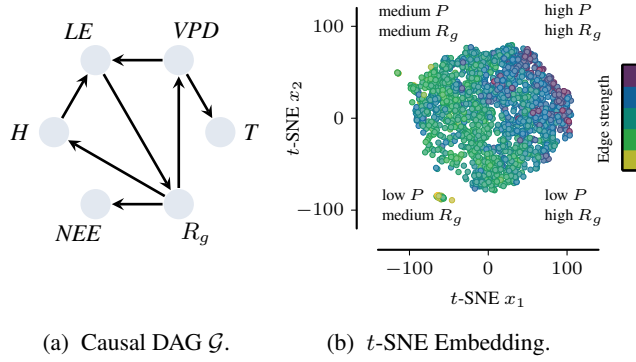 LE
VPD
H
T
NEE
R_g
(a) Causal DAG 𝒢.
medium P
medium R_g
high P
high R_g
low P
medium R_g
low P
high R_g
100
0
−100
t-SNE x_2
−100
0
100
t-SNE x_1
Edge strength
(b) t-SNE Embedding.